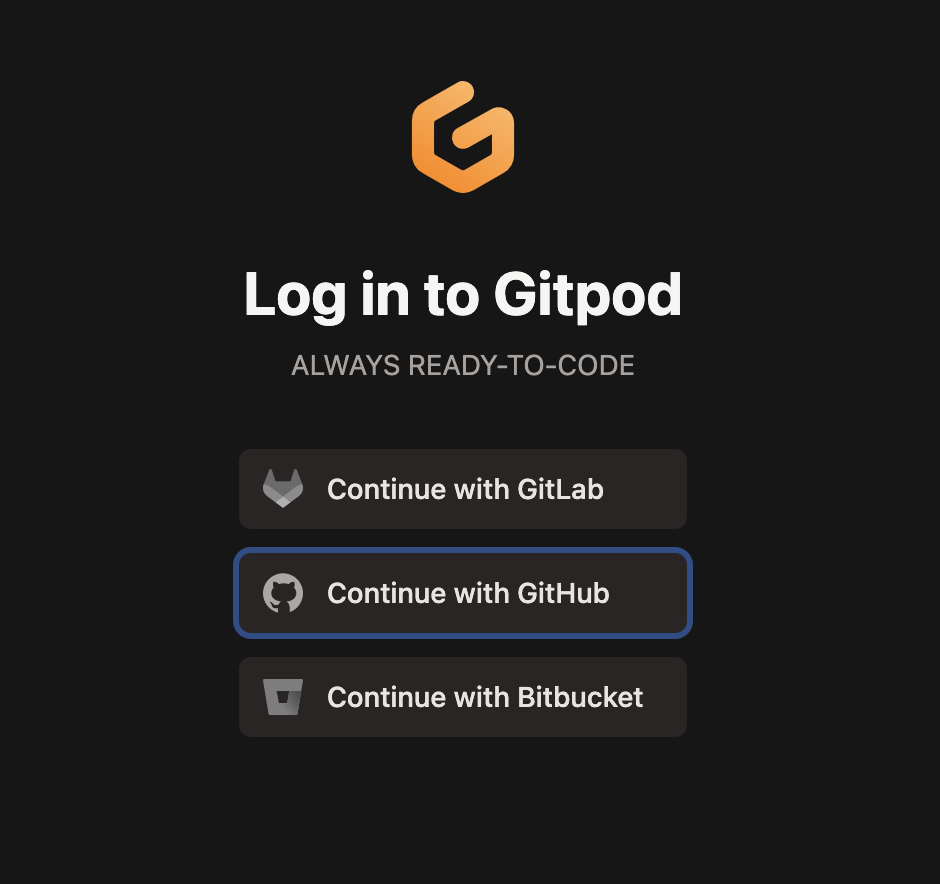 Log in to Gitpod
ALWAYS READY-TO-CODE
Continue with GitLab
Continue with GitHub
Continue with Bitbucket